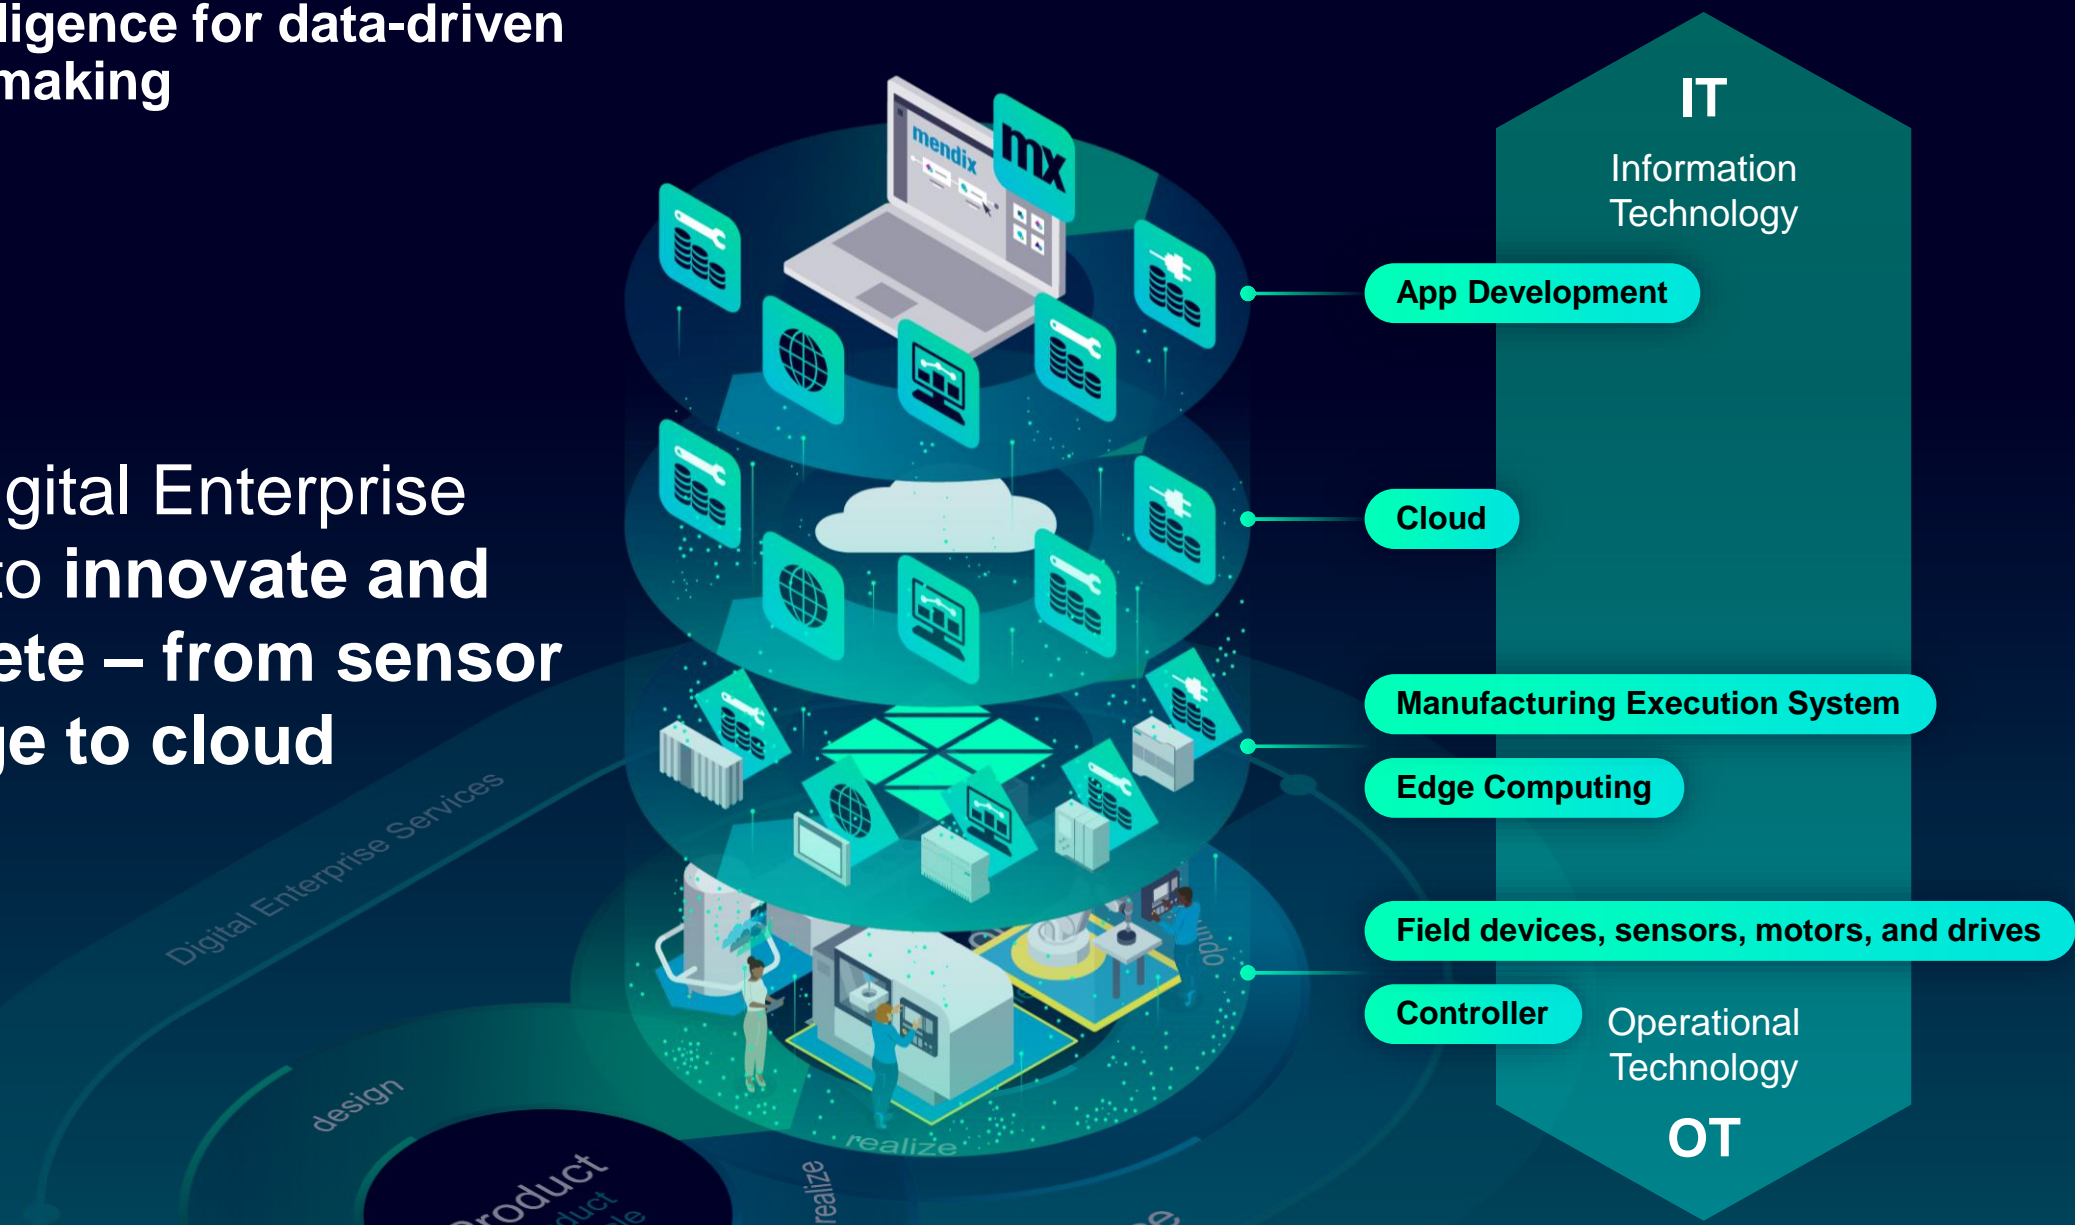 ligence for data-driven
making
gital Enterprise
to innovate and
ete – from sensor
ge to cloud
mendix
mx
IT
Information
Technology
App Development
Cloud
Manufacturing Execution System
Edge Computing
Field devices, sensors, motors, and drives
Controller
Operational
Technology
OT
Digital Enterprise Services
design
realize
realize
Product